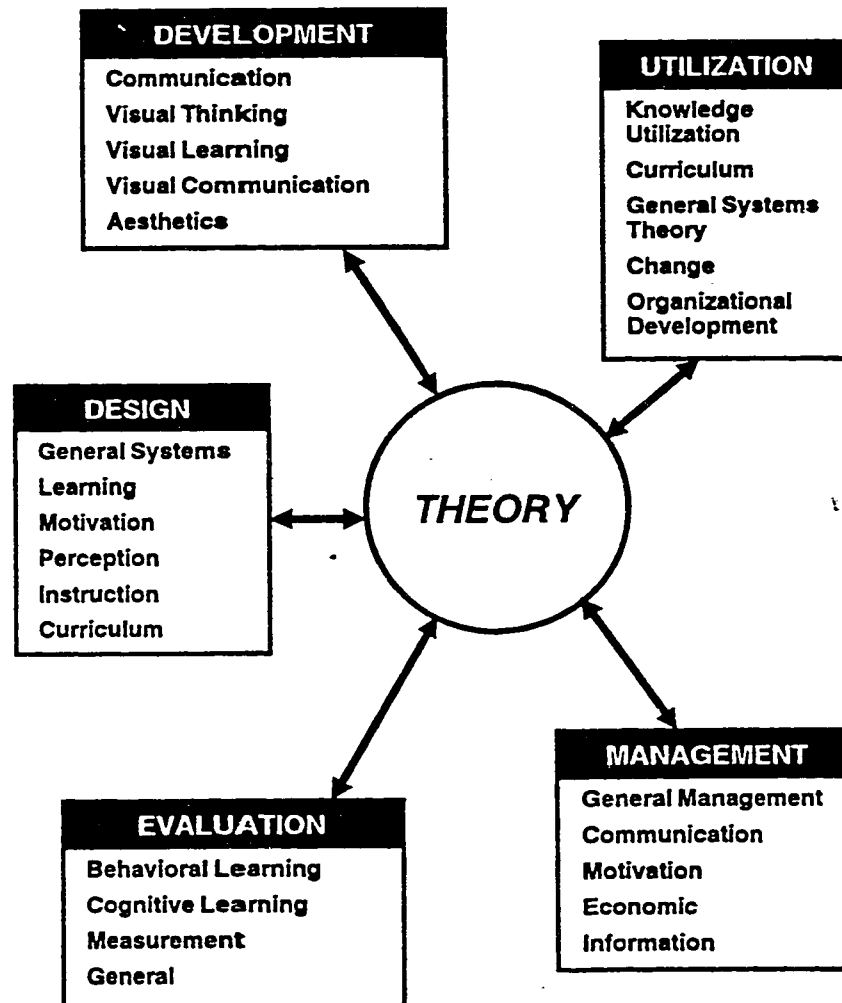 DEVELOPMENT
Communication
Visual Thinking
Visual Learning
Visual Communication
Aesthetics
UTILIZATION
Knowledge
Utilization
Curriculum
General Systems
Theory
Change
Organizational
Development
DESIGN
General Systems
Learning
Motivation
Perception
Instruction
Curriculum
THEORY
MANAGEMENT
General Management
Communication
Motivation
Economic
Information
EVALUATION
Behavioral Learning
Cognitive Learning
Measurement
General